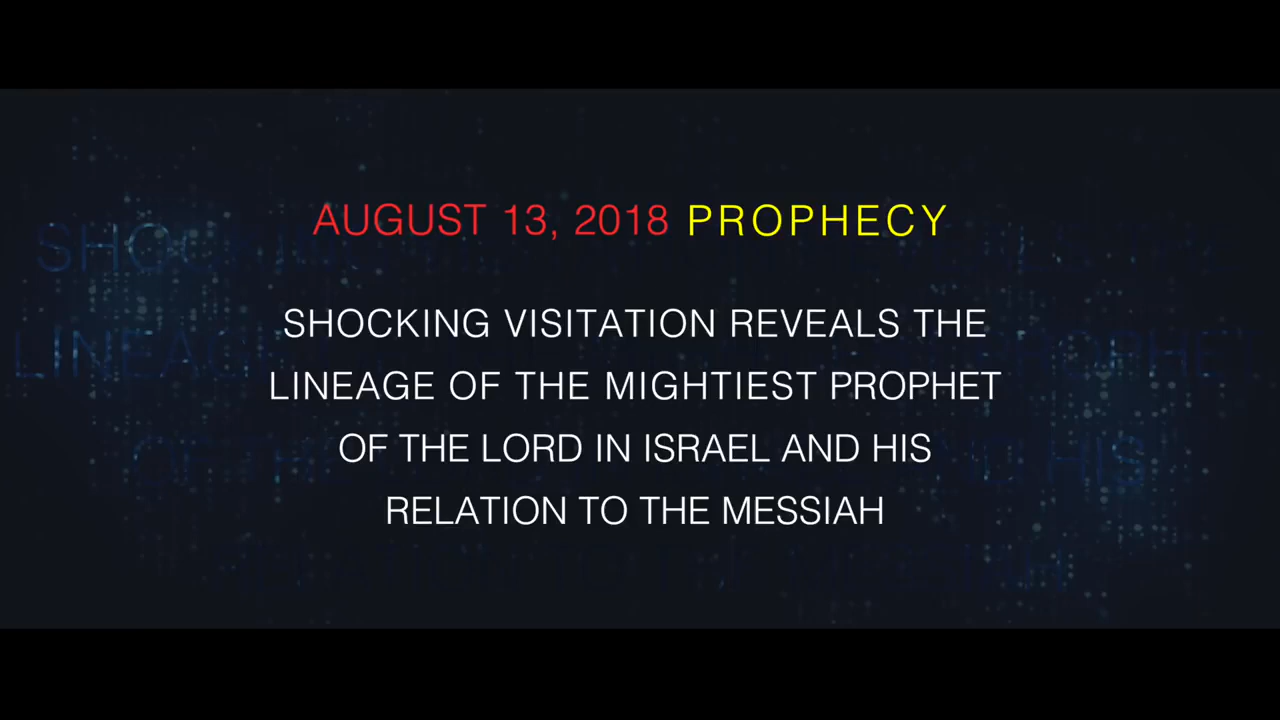 AUGUST 13, 2018 PROPHECY
SHOCKING VISITATION REVEALS THE
LINEAGE OF THE MIGHTIEST PROPHET
OF THE LORD IN ISRAEL AND HIS
RELATION TO THE MESSIAH